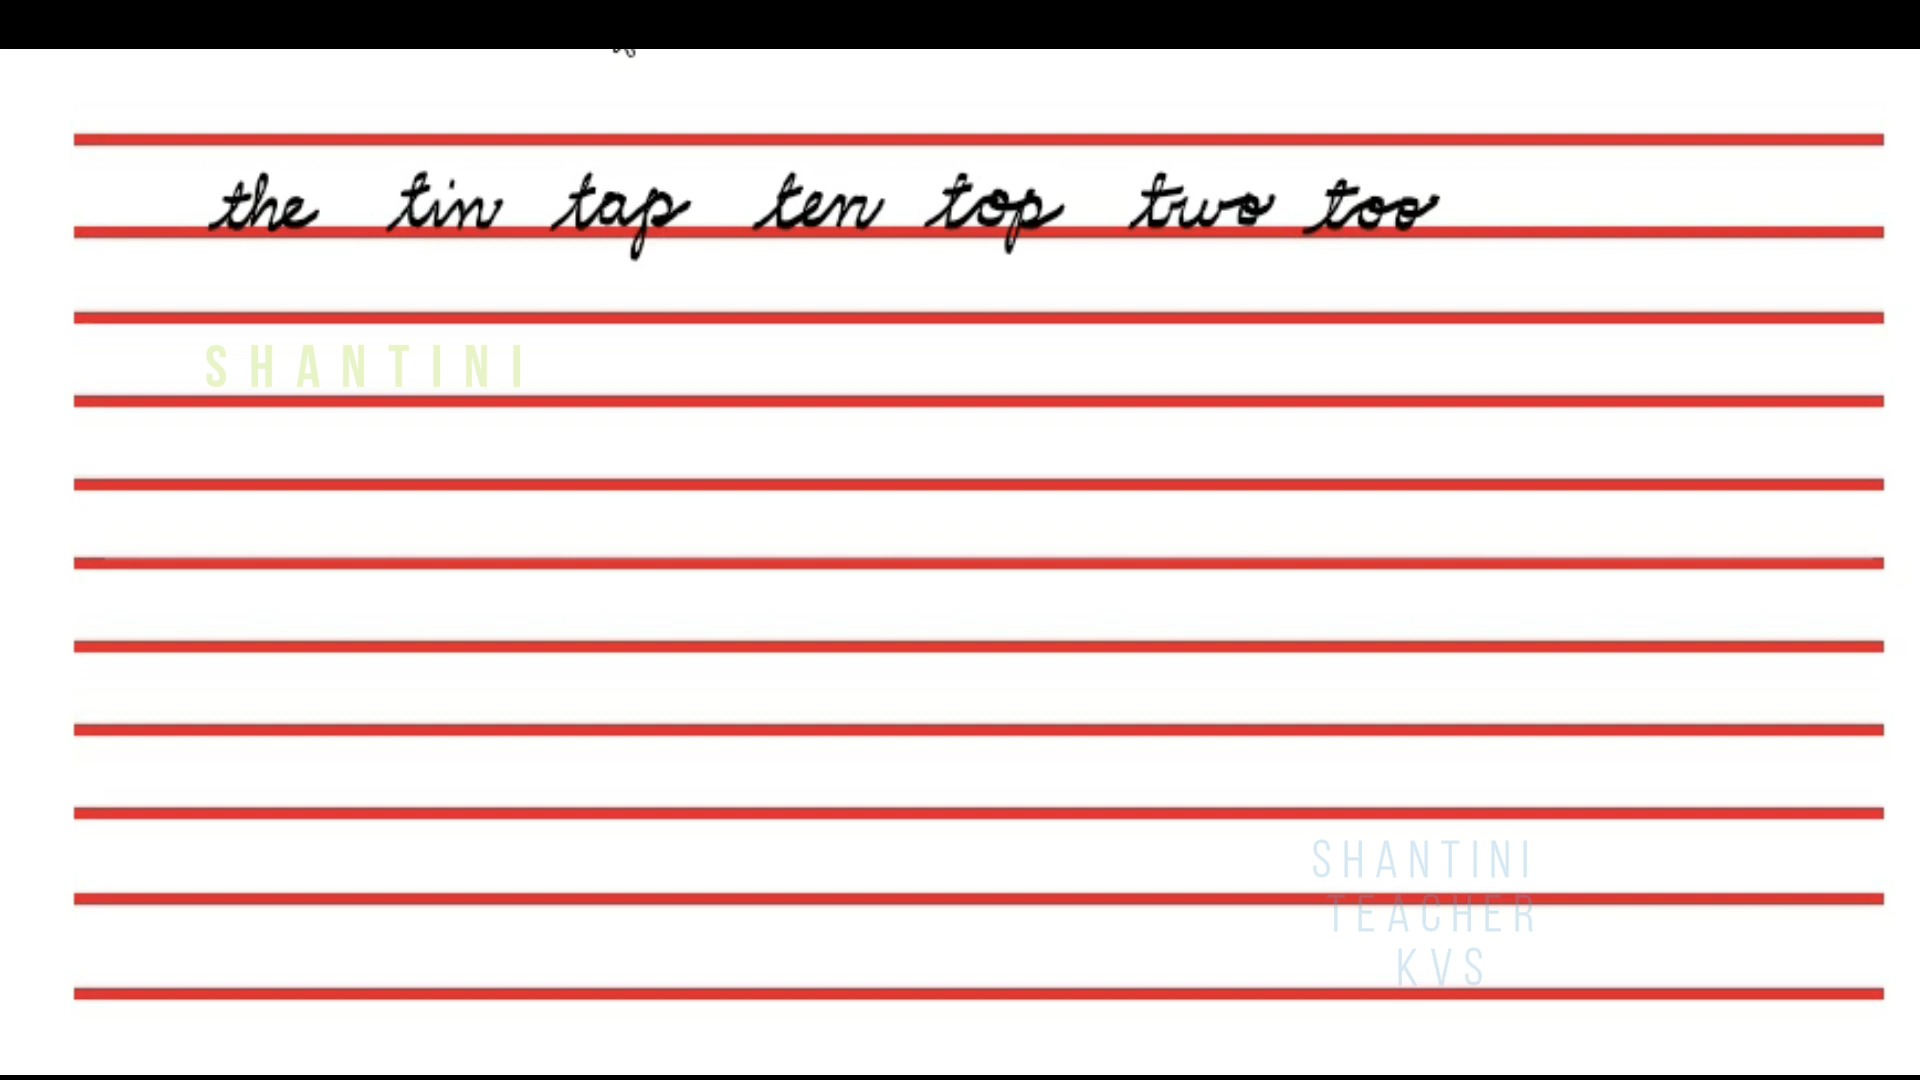 the tin tap ten top two too
SHANTINI
SHANTINI
TEACHER
KVS